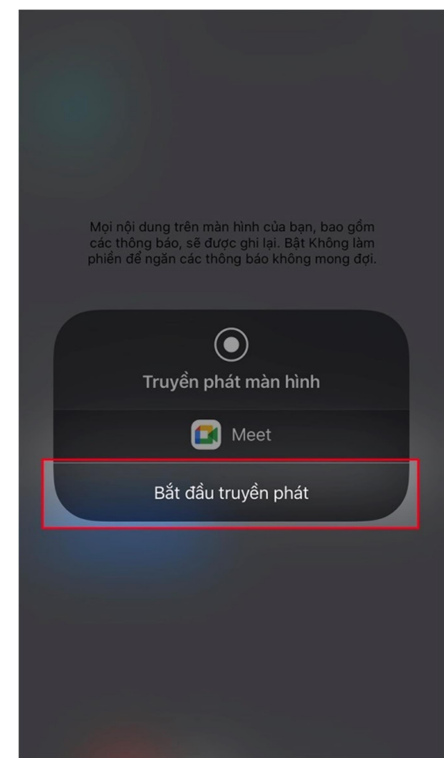 Mọi nội dung trên màn hình của bạn, bao gồm
các thông báo, sẽ được ghi lại. Bật Không làm
phiền để ngăn các thông báo không mong đợi.
Truyền phát màn hình
Meet
Bắt đầu truyền phát